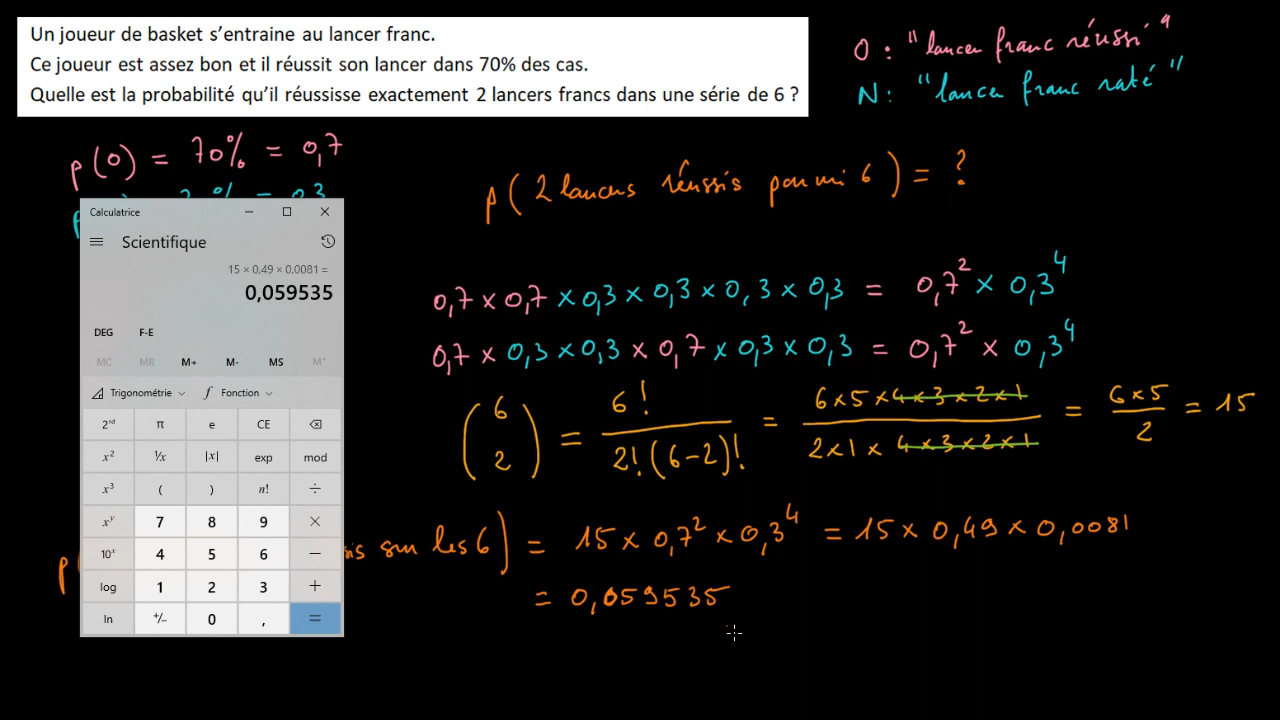 Un joueur de basket s’entraine au lancer franc.
Ce joueur est assez bon et il réussit son lancer dans 70% des cas.
Quelle est la probabilité qu’il réussisse exactement 2 lancers francs dans une série de 6 ?
O : "lancer franc réussi"
N : "lancer franc raté"
p(O) = 70% = 0,7
p(2 lancers réussis parmi 6) = ?
0,7 × 0,7 × 0,3 × 0,3 × 0,3 × 0,3 = 0,7² × 0,3⁴
0,7 × 0,3 × 0,3 × 0,7 × 0,3 × 0,3 = 0,7² × 0,3⁴
(6 2) = 6! / 2!(6-2)! = 6×5×4×3×2×1 / 2×1×4×3×2×1 = 6×5 / 2 = 15
sur les 6) = 15 × 0,7² × 0,3⁴ = 15 × 0,49 × 0,0081
= 0,059535
Calculatrice
Scientifique
15 × 0,49 × 0,0081 =
0,059535
DEG F-E
MC MR M+ M- MS M˅
Trigonométrie Fonction
2ⁿᵈ π e CE
x² ¹/x |x| exp mod
x³ ( ) n! ÷
xʸ 7 8 9 ×
10ˣ 4 5 6 −
log 1 2 3 +
ln +/− 0 , =